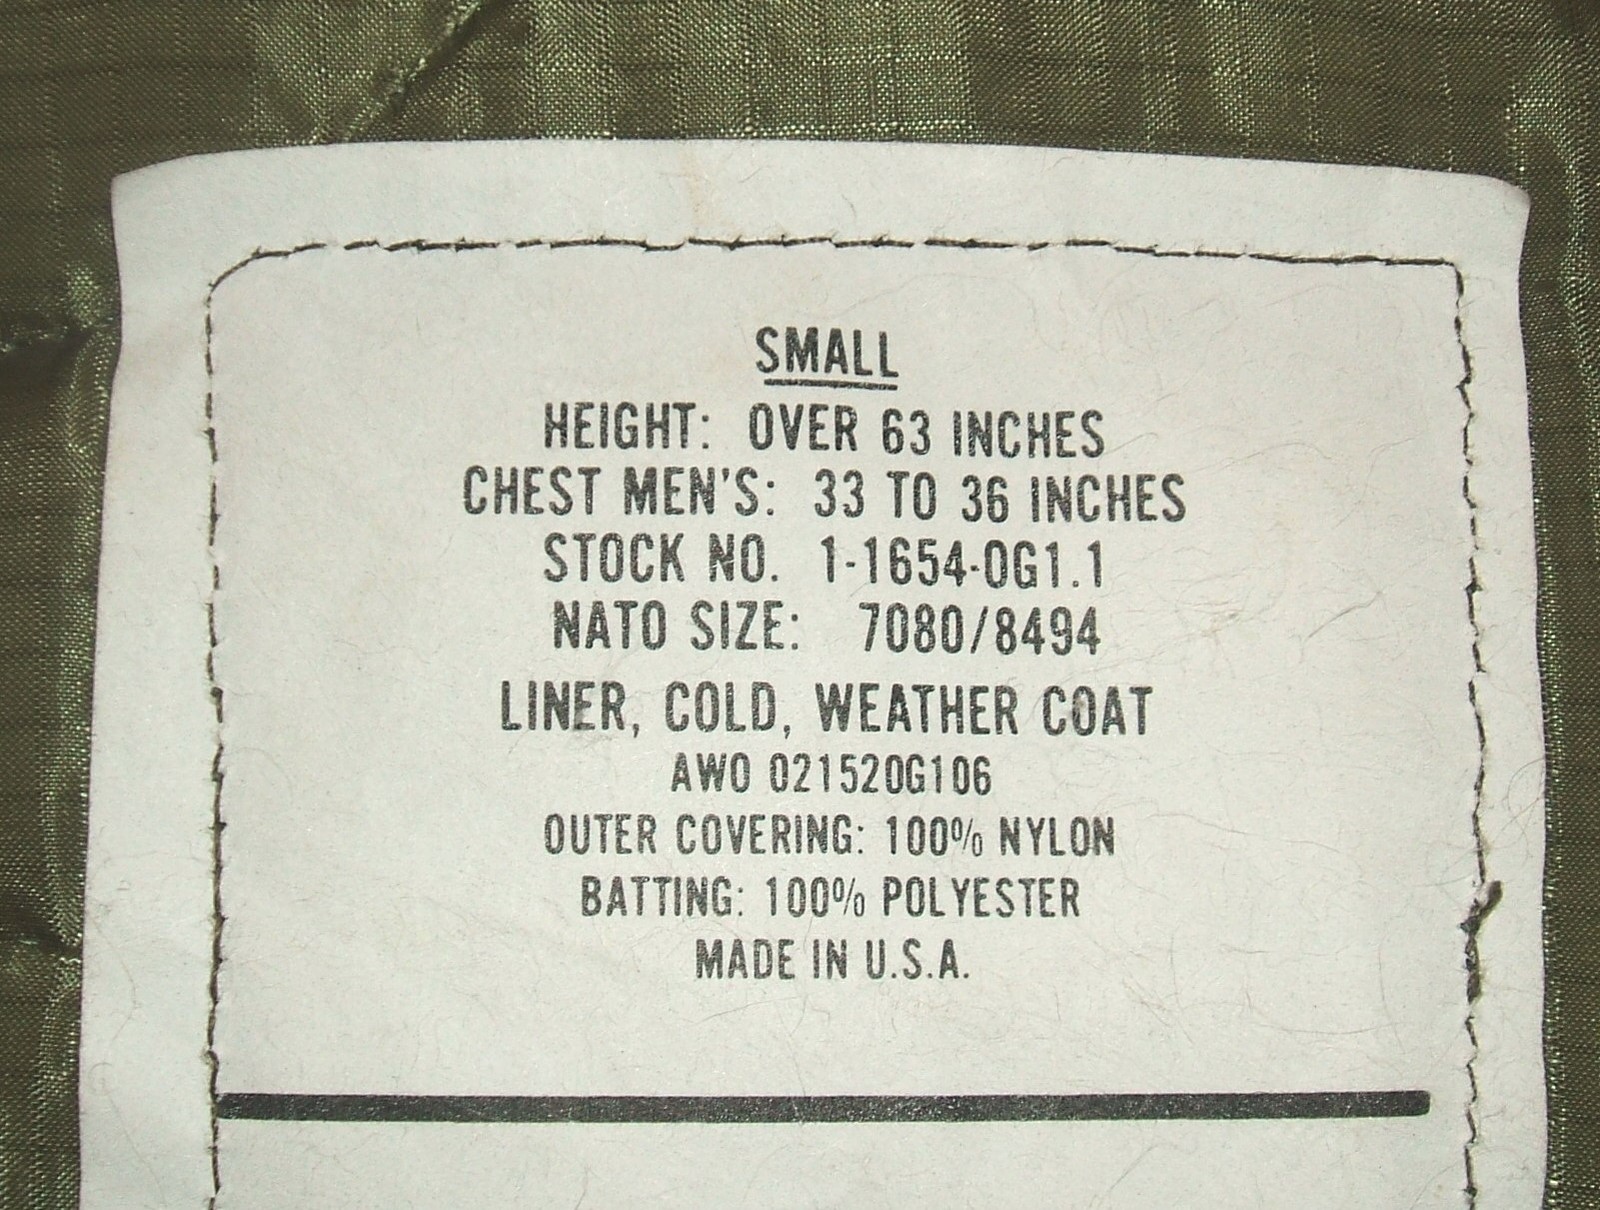 SMALL
HEIGHT: OVER 63 INCHES
CHEST MEN'S: 33 TO 36 INCHES
STOCK NO. 1-1654-OG1.1
NATO SIZE: 7080/8494
LINER, COLD, WEATHER COAT
AWO 021520G106
OUTER COVERING: 100% NYLON
BATTING: 100% POLYESTER
MADE IN U.S.A.